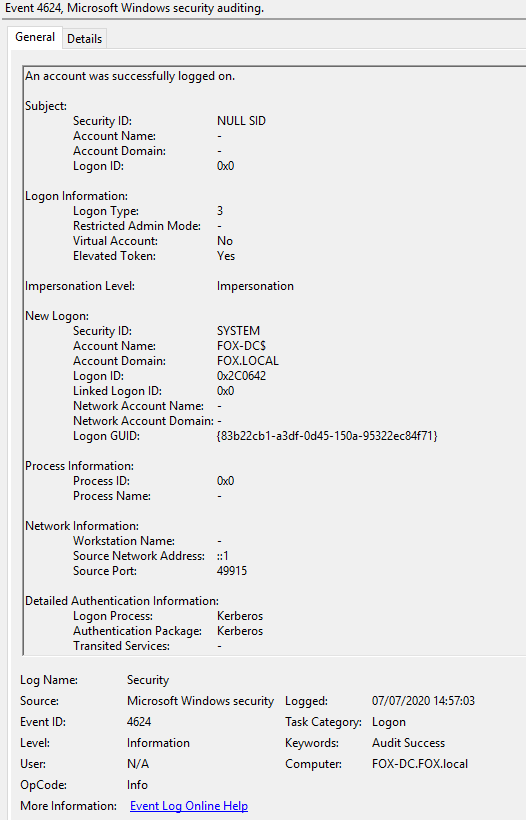 Event 4624, Microsoft Windows security auditing.
General Details
An account was successfully logged on.
Subject:
Security ID: NULL SID
Account Name: -
Account Domain: -
Logon ID: 0x0
Logon Information:
Logon Type: 3
Restricted Admin Mode: -
Virtual Account: No
Elevated Token: Yes
Impersonation Level: Impersonation
New Logon:
Security ID: SYSTEM
Account Name: FOX-DC$
Account Domain: FOX.LOCAL
Logon ID: 0x2C0642
Linked Logon ID: 0x0
Network Account Name: -
Network Account Domain: -
Logon GUID: {83b22cb1-a3df-0d45-150a-95322ec84f71}
Process Information:
Process ID: 0x0
Process Name: -
Network Information:
Workstation Name: -
Source Network Address: ::1
Source Port: 49915
Detailed Authentication Information:
Logon Process: Kerberos
Authentication Package: Kerberos
Transited Services: -
Log Name: Security
Source: Microsoft Windows security Logged: 07/07/2020 14:57:03
Event ID: 4624 Task Category: Logon
Level: Information Keywords: Audit Success
User: N/A Computer: FOX-DC.FOX.local
OpCode: Info
More Information: Event Log Online Help